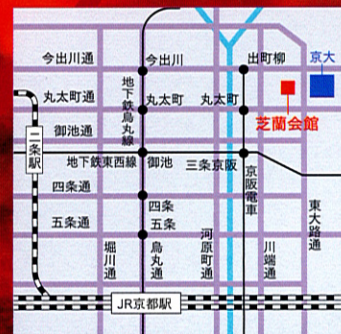 今出川通
今出川
出町柳
京大
地下鉄烏丸線
丸太町通
丸太町
丸太町
芝蘭会館
二条駅
御池通
地下鉄東西線
御池
三条京阪
京阪電車
四条通
四条
五条通
五条
堀川通
烏丸通
河原町通
川端通
東大路通
JR京都駅